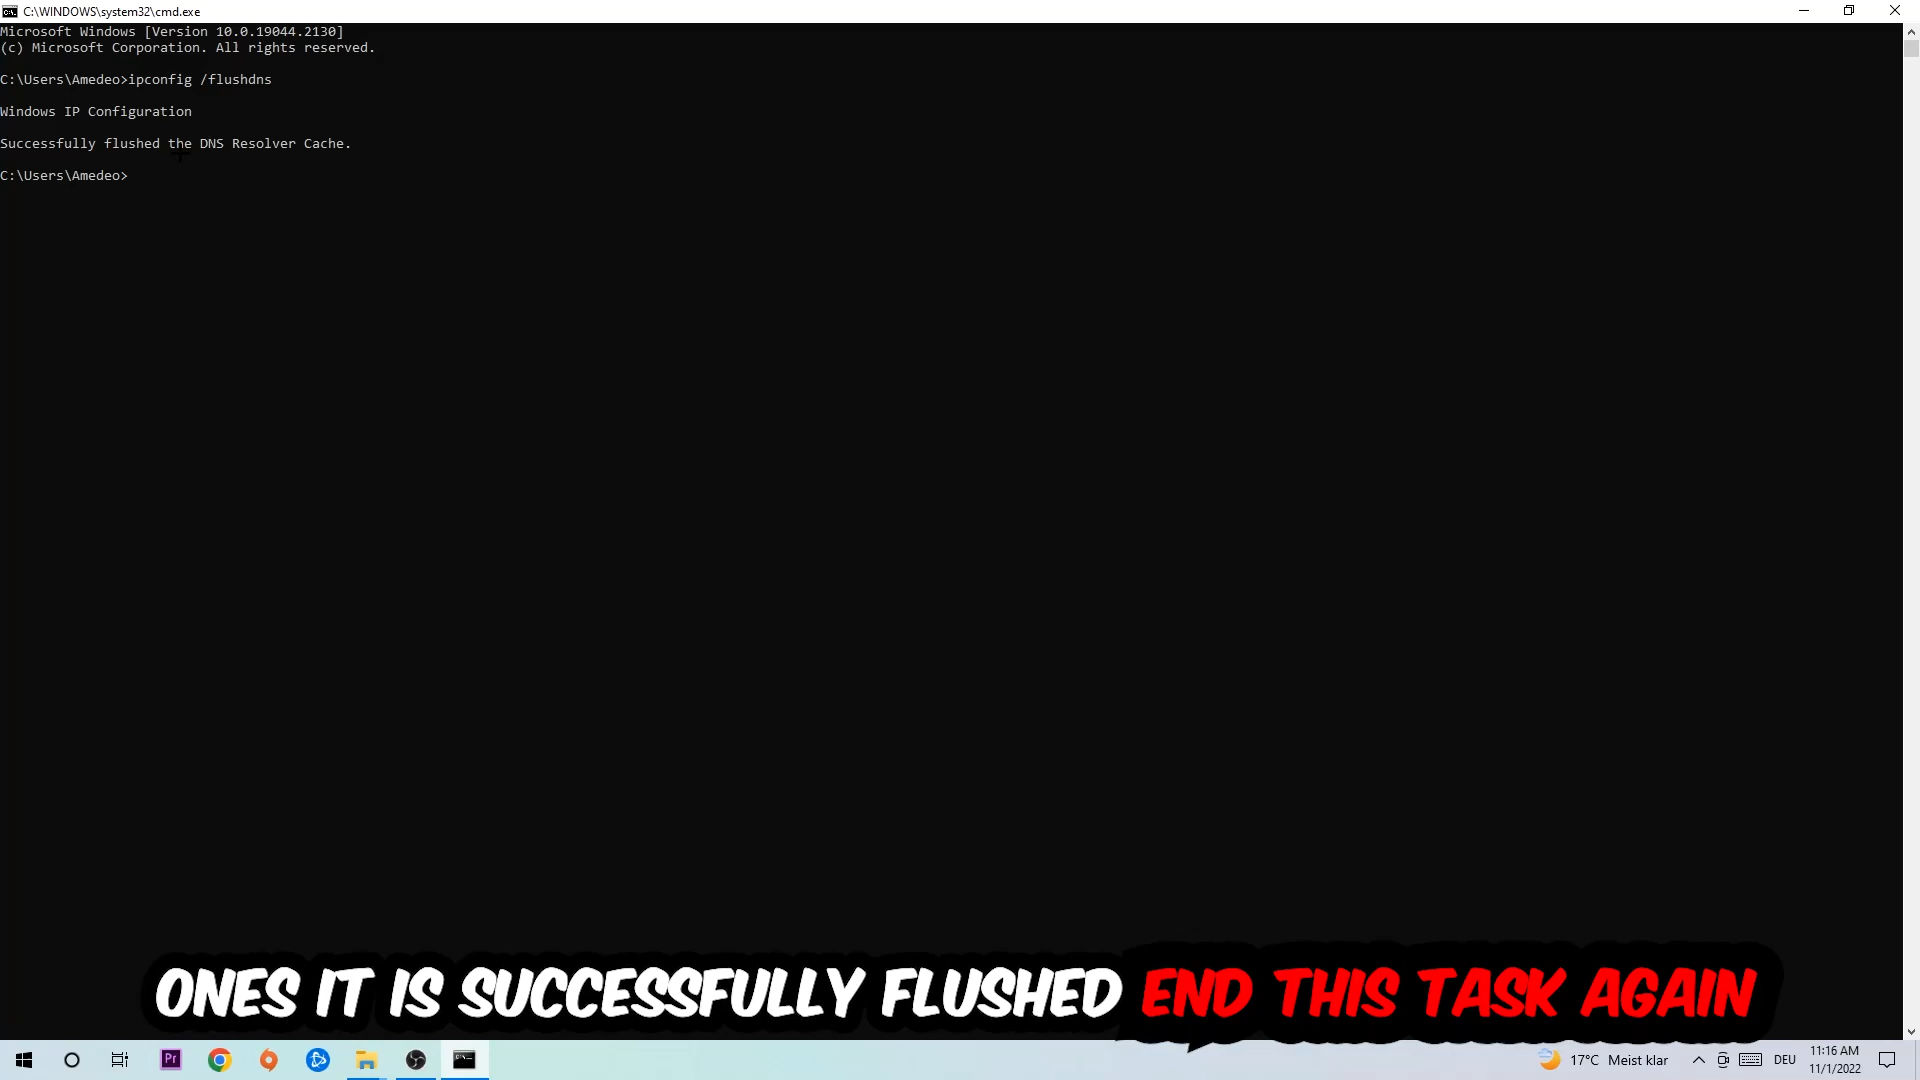 C:\WINDOWS\system32\cmd.exe
Microsoft Windows [Version 10.0.19044.2130]
(c) Microsoft Corporation. All rights reserved.
C:\Users\Amedeo>ipconfig /flushdns
Windows IP Configuration
Successfully flushed the DNS Resolver Cache.
C:\Users\Amedeo>
ONES IT IS SUCCESSFULLY FLUSHED END THIS TASK AGAIN
Pr
17°C Meist klar
DEU
11:16 AM
11/1/2022